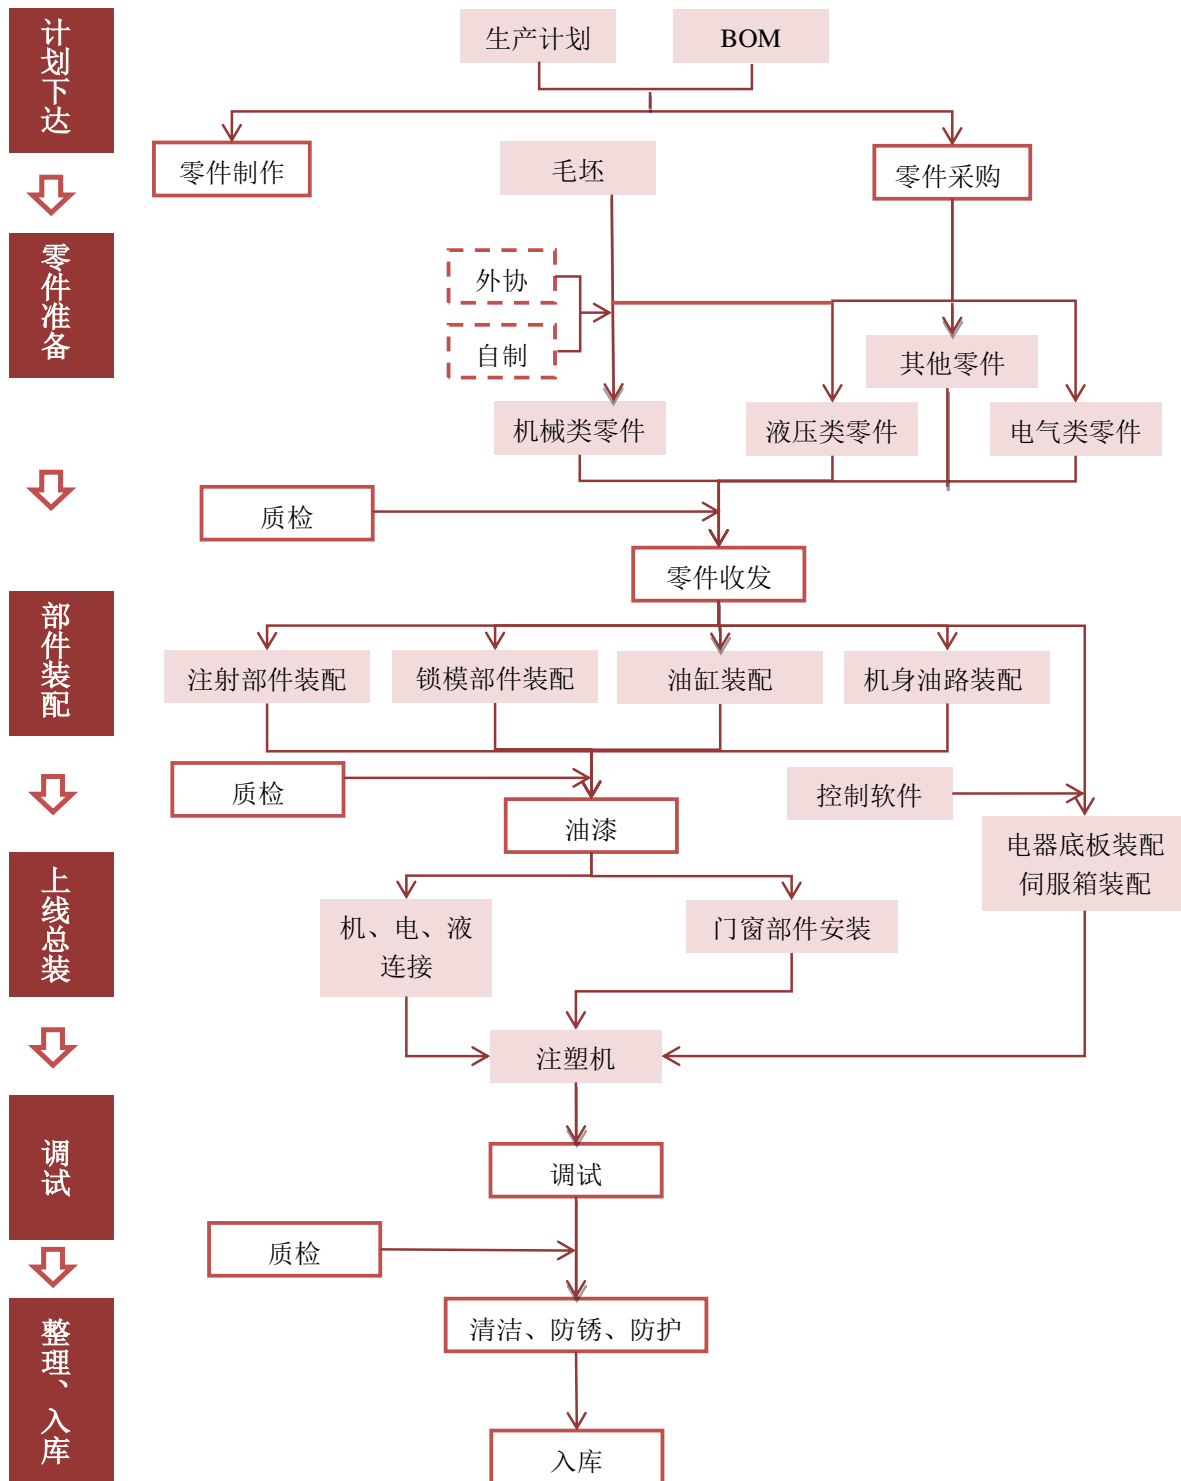 计划下达
生产计划
BOM
零件制作
毛坯
零件采购
零件准备
外协
自制
其他零件
机械类零件
液压类零件
电气类零件
质检
零件收发
部件装配
注射部件装配
锁模部件装配
油缸装配
机身油路装配
质检
控制软件
油漆
电器底板装配
伺服箱装配
上线总装
机、电、液
连接
门窗部件安装
注塑机
调试
调试
质检
整理、入库
清洁、防锈、防护
入库